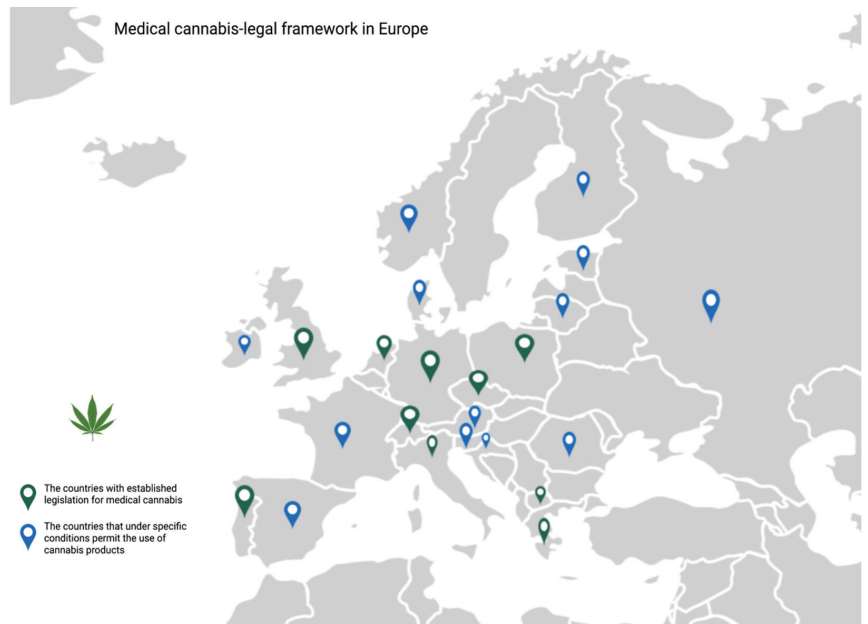 Medical cannabis-legal framework in Europe
The countries with established
legislation for medical cannabis
The countries that under specific
conditions permit the use of
cannabis products